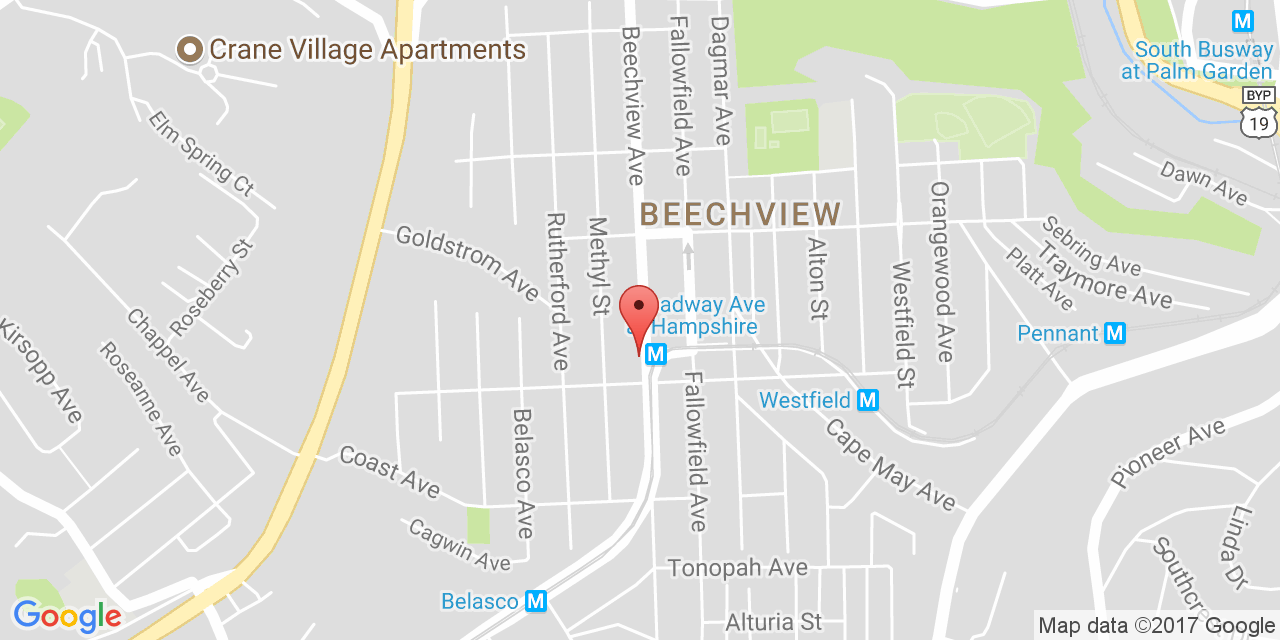 Crane Village Apartments
Beechview Ave
Fallowfield Ave
Dagmar Ave
M
South Busway
at Palm Garden
BYP
19
Elm Spring Ct
Dawn Ave
BEECHVIEW
Orangewood Ave
Goldstrom Ave
Rutherford Ave
Methyl St
Alton St
Westfield St
Sebring Ave
Traymore Ave
Platt Ave
Roseberry St
adway Ave
Hampshire
M
Pennant M
Chappel Ave
Kirsopp Ave
Roseanne Ave
Westfield M
Fallowfield Ave
Belasco Ave
Cape May Ave
Pioneer Ave
Coast Ave
Cagwin Ave
Linda Dr
Tonopah Ave
Belasco M
Alturia St
Google
Map data ©2017 Google